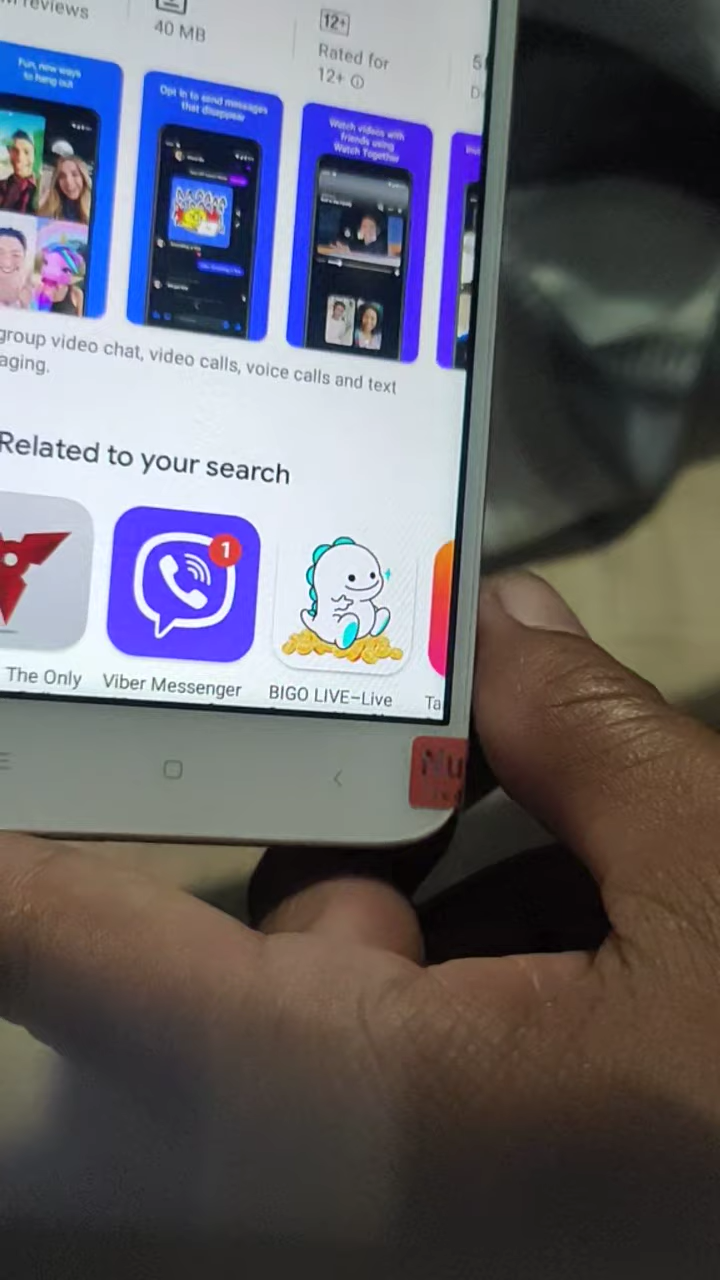 reviews
40 MB
12+
Rated for
12+
Fun, new ways
to hang out
Opt in to send messages
that disappear
Watch videos with
friends using
Watch Together
group video chat, video calls, voice calls and text
aging.
Related to your search
1
The Only
Viber Messenger
BIGO LIVE–Live
Ta
Nu